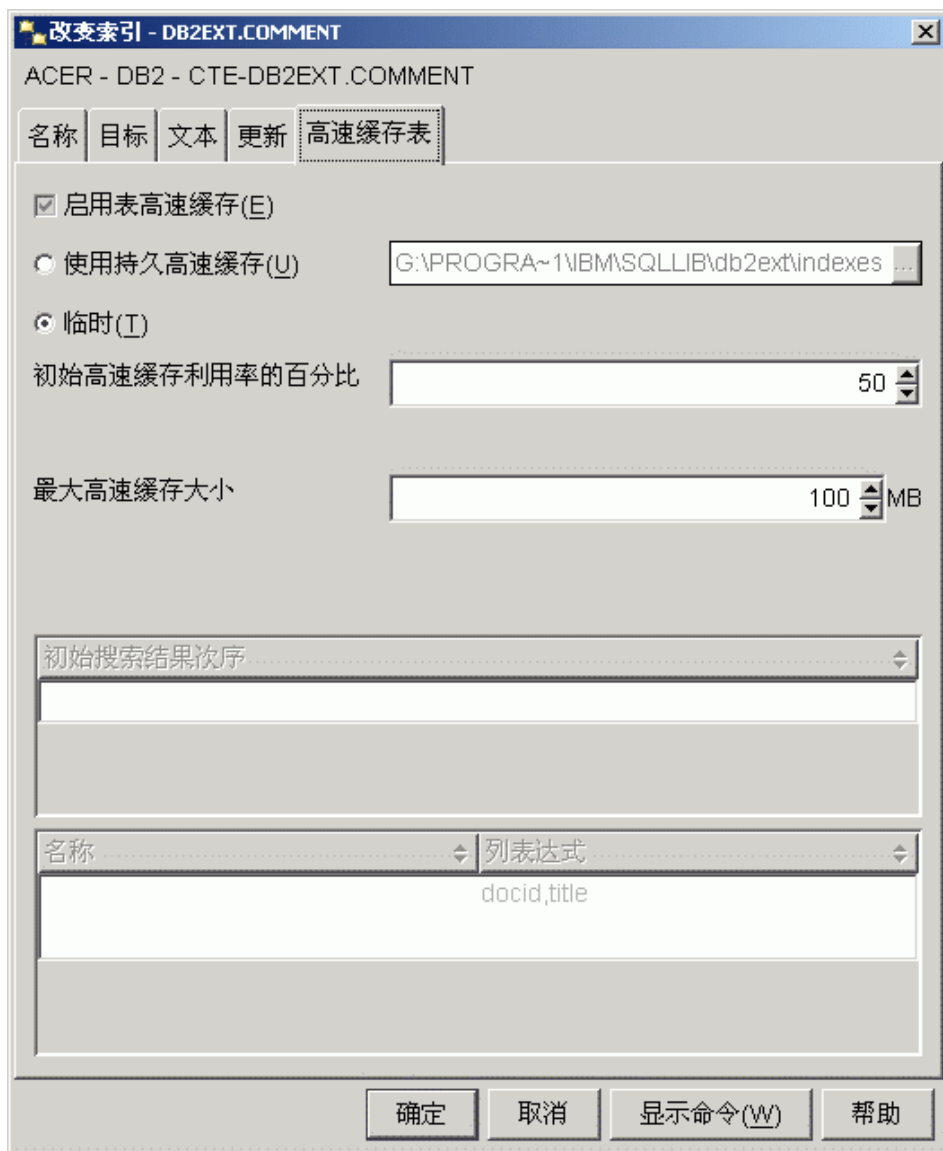 改变索引 - DB2EXT.COMMENT
ACER - DB2 - CTE-DB2EXT.COMMENT
名称 目标 文本 更新 高速缓存表
启用表高速缓存(E)
使用持久高速缓存(U) G:\PROGRA~1\IBM\SQLLIB\db2ext\indexes ...
临时(T)
初始高速缓存利用率的百分比 50
最大高速缓存大小 100 MB
初始搜索结果次序
名称 列表达式
docid,title
确定 取消 显示命令(W) 帮助